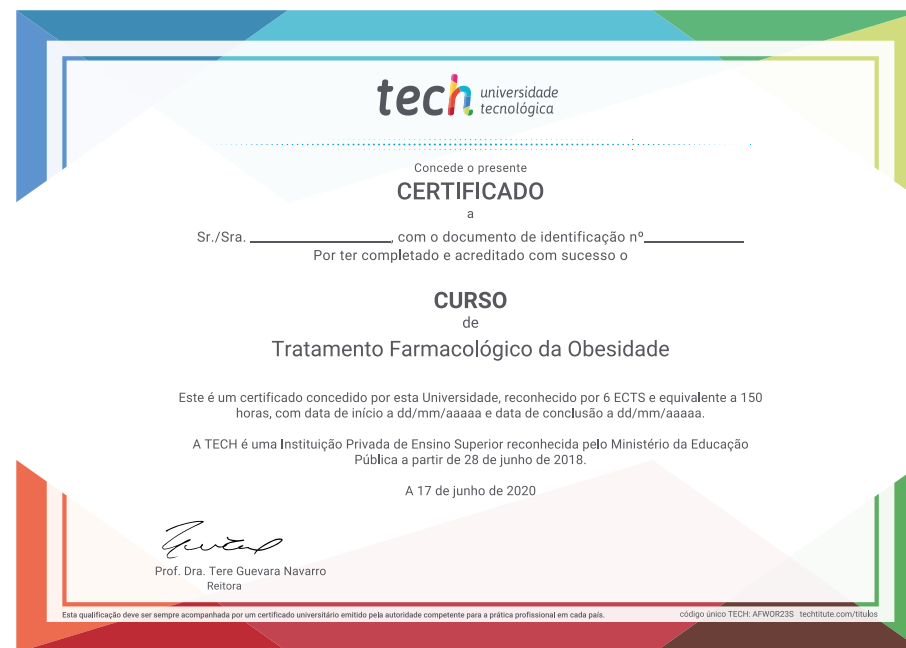 tech universidade
tecnológica
Concede o presente
CERTIFICADO
a
Sr./Sra. ____________________, com o documento de identificação nº______________
Por ter completado e acreditado com sucesso o
CURSO
de
Tratamento Farmacológico da Obesidade
Este é um certificado concedido por esta Universidade, reconhecido por 6 ECTS e equivalente a 150
horas, com data de início a dd/mm/aaaaa e data de conclusão a dd/mm/aaaaa.
A TECH é uma Instituição Privada de Ensino Superior reconhecida pelo Ministério da Educação
Pública a partir de 28 de junho de 2018.
A 17 de junho de 2020
Prof. Dra. Tere Guevara Navarro
Reitora
Esta qualificação deve ser sempre acompanhada por um certificado universitário emitido pela autoridade competente para a prática profissional em cada país.
código único TECH: AFWOR23S techtitute.com/titulos